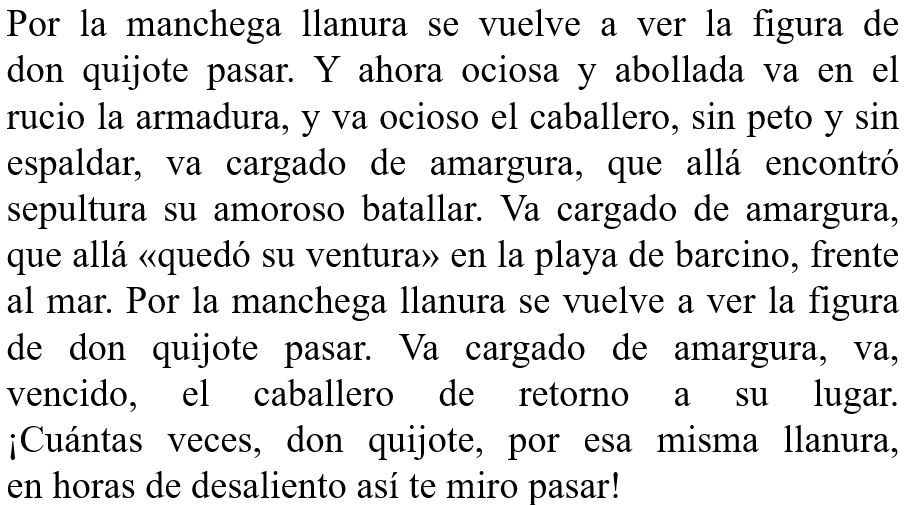 Por la manchega llanura se vuelve a ver la figura de
don quijote pasar. Y ahora ociosa y abollada va en el
rucio la armadura, y va ocioso el caballero, sin peto y sin
espaldar, va cargado de amargura, que allá encontró
sepultura su amoroso batallar. Va cargado de amargura,
que allá «quedó su ventura» en la playa de barcino, frente
al mar. Por la manchega llanura se vuelve a ver la figura
de don quijote pasar. Va cargado de amargura, va,
vencido, el caballero de retorno a su lugar.
¡Cuántas veces, don quijote, por esa misma llanura,
en horas de desaliento así te miro pasar!